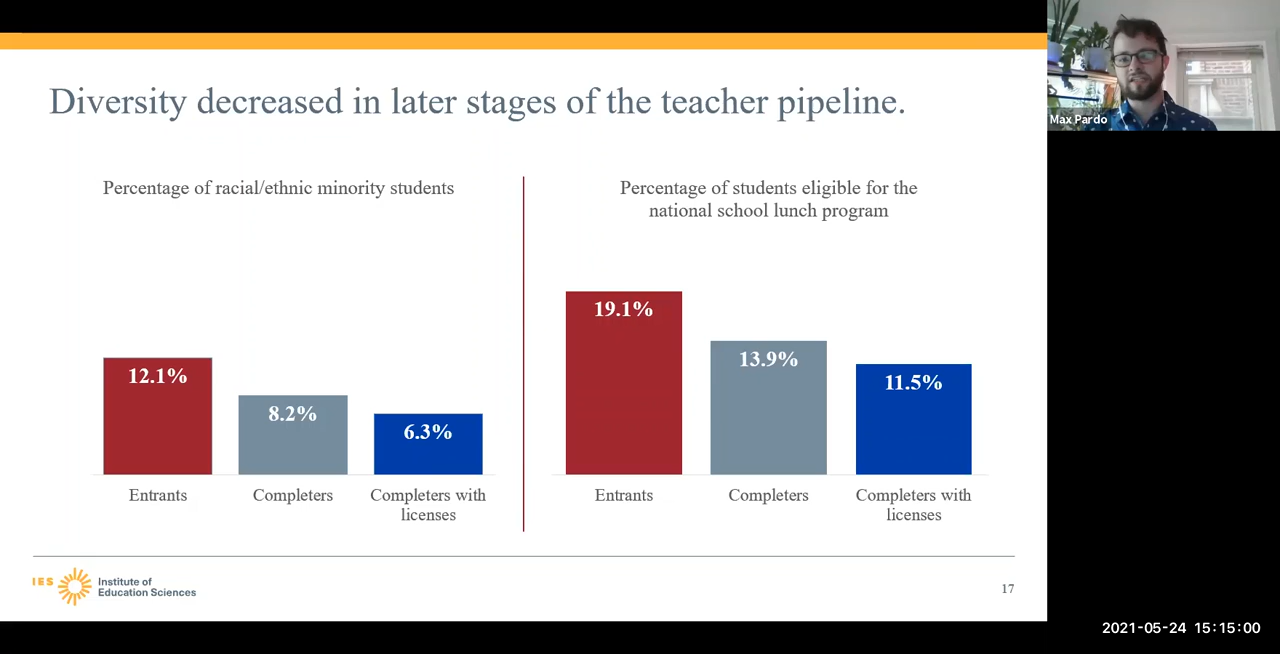 Diversity decreased in later stages of the teacher pipeline.
Max Pardo
Percentage of racial/ethnic minority students
12.1%
8.2%
6.3%
Entrants
Completers
Completers with
licenses
Percentage of students eligible for the
national school lunch program
19.1%
13.9%
11.5%
Entrants
Completers
Completers with
licenses
IES
Institute of
Education Sciences
17
2021-05-24 15:15:00